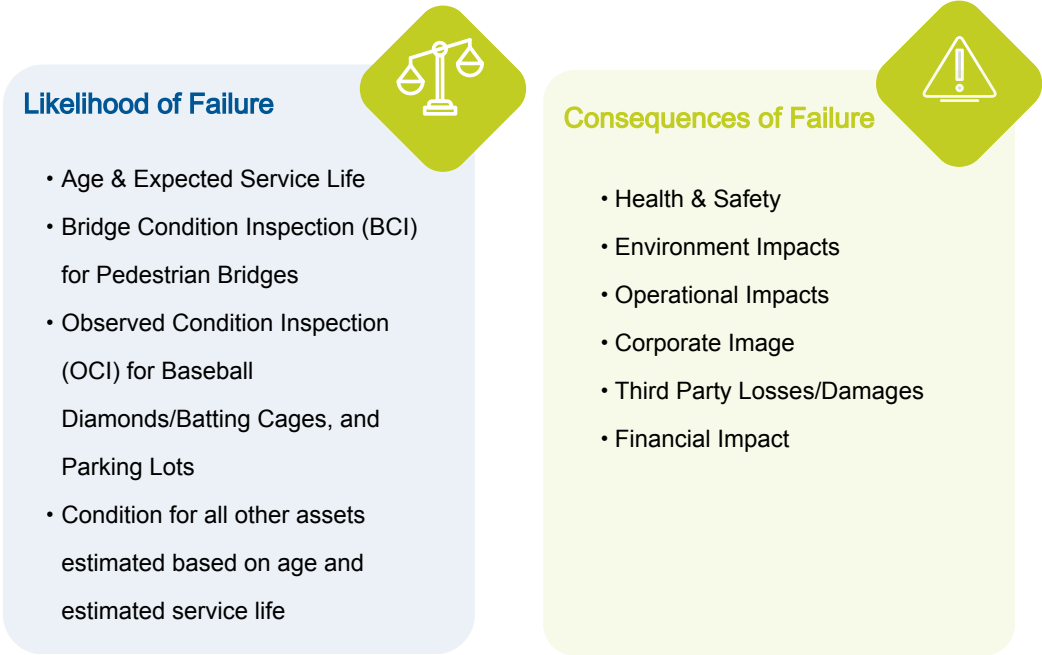 Likelihood of Failure
• Age & Expected Service Life
• Bridge Condition Inspection (BCI)
for Pedestrian Bridges
• Observed Condition Inspection
(OCI) for Baseball
Diamonds/Batting Cages, and
Parking Lots
• Condition for all other assets
estimated based on age and
estimated service life
Consequences of Failure
• Health & Safety
• Environment Impacts
• Operational Impacts
• Corporate Image
• Third Party Losses/Damages
• Financial Impact